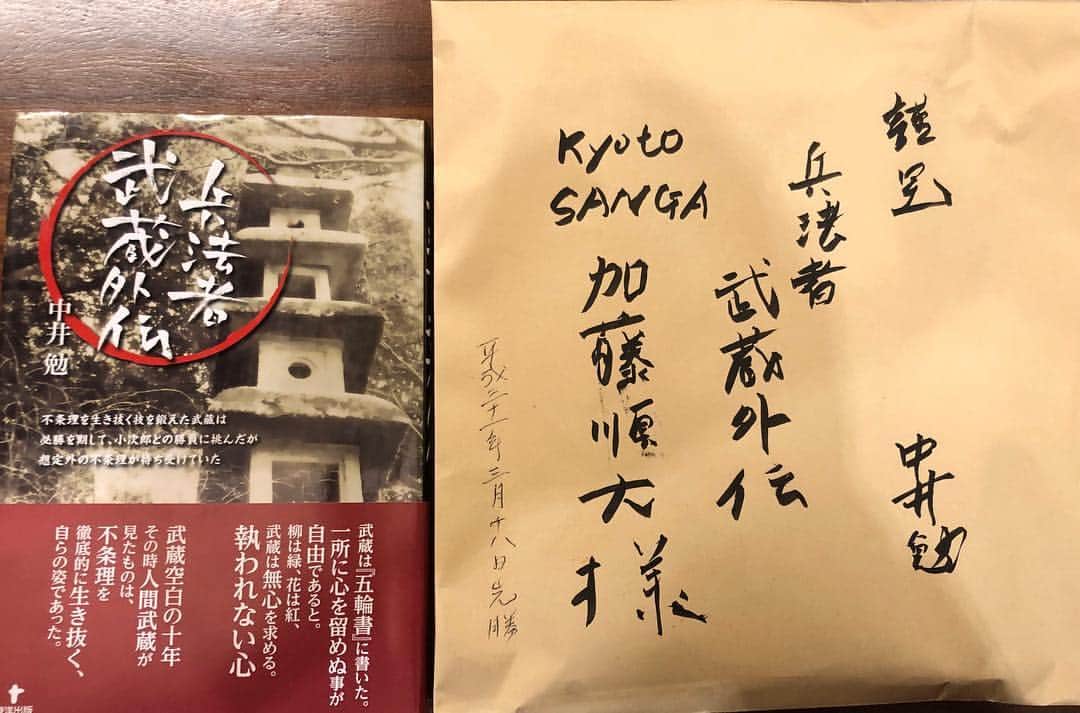 兵法者
武蔵外伝
中井 勉
不条理を生き抜く技を鍛えた武蔵は
必勝を期して、小次郎との勝負に挑んだが
想定外の不条理が待ち受けていた
武蔵は『五輪書』に書いた。
一所に心を留めぬ事が
自由であると。
柳は緑、花は紅、
武蔵は無心を求める。
執われない心
武蔵空白の十年
その時人間武蔵が
見たものは、
不条理を
徹底的に生き抜く、
自らの姿であった。
洋出版
謹呈 中井勉
兵法者
武蔵外伝
Kyoto
SANGA
加藤順大様
平成三十一年三月十八日先勝